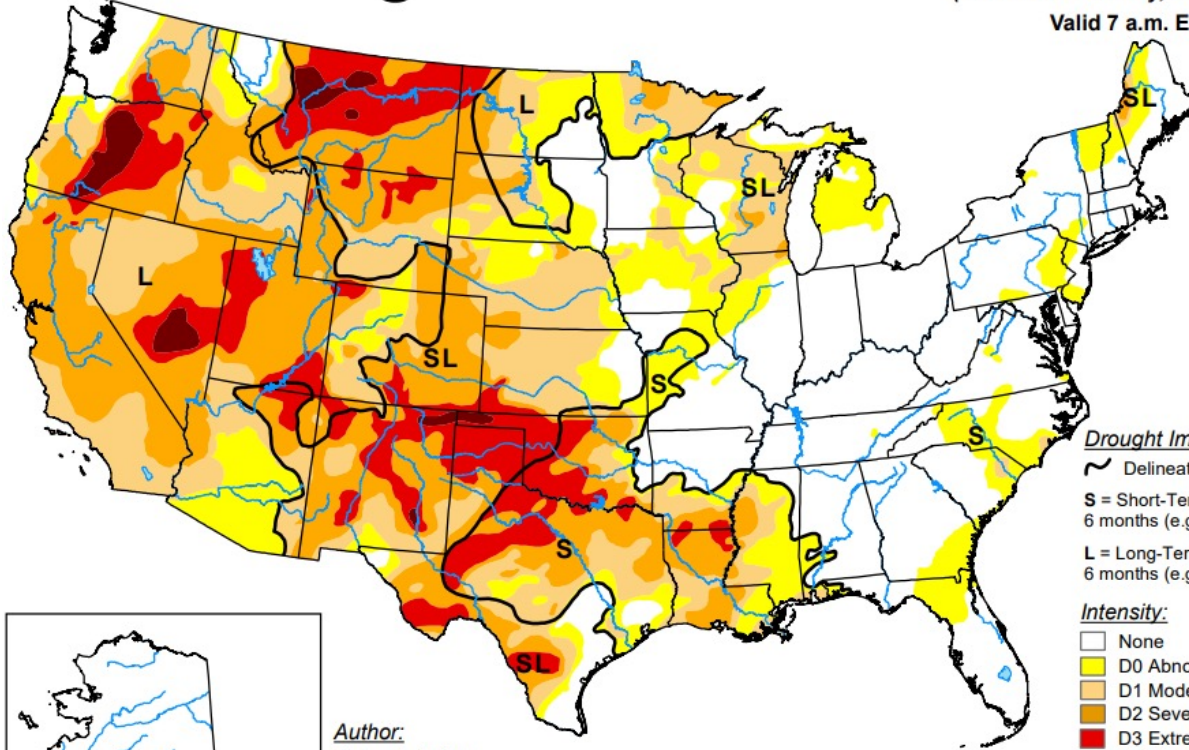 Valid 7 a.m. E
L
SL
SL
L
SL
S
S
S
SL
Drought Im
Delineat
S = Short-Ter
6 months (e.g
L = Long-Ter
6 months (e.g
Intensity:
None
D0 Abno
D1 Mode
D2 Seve
D3 Extre
Author: